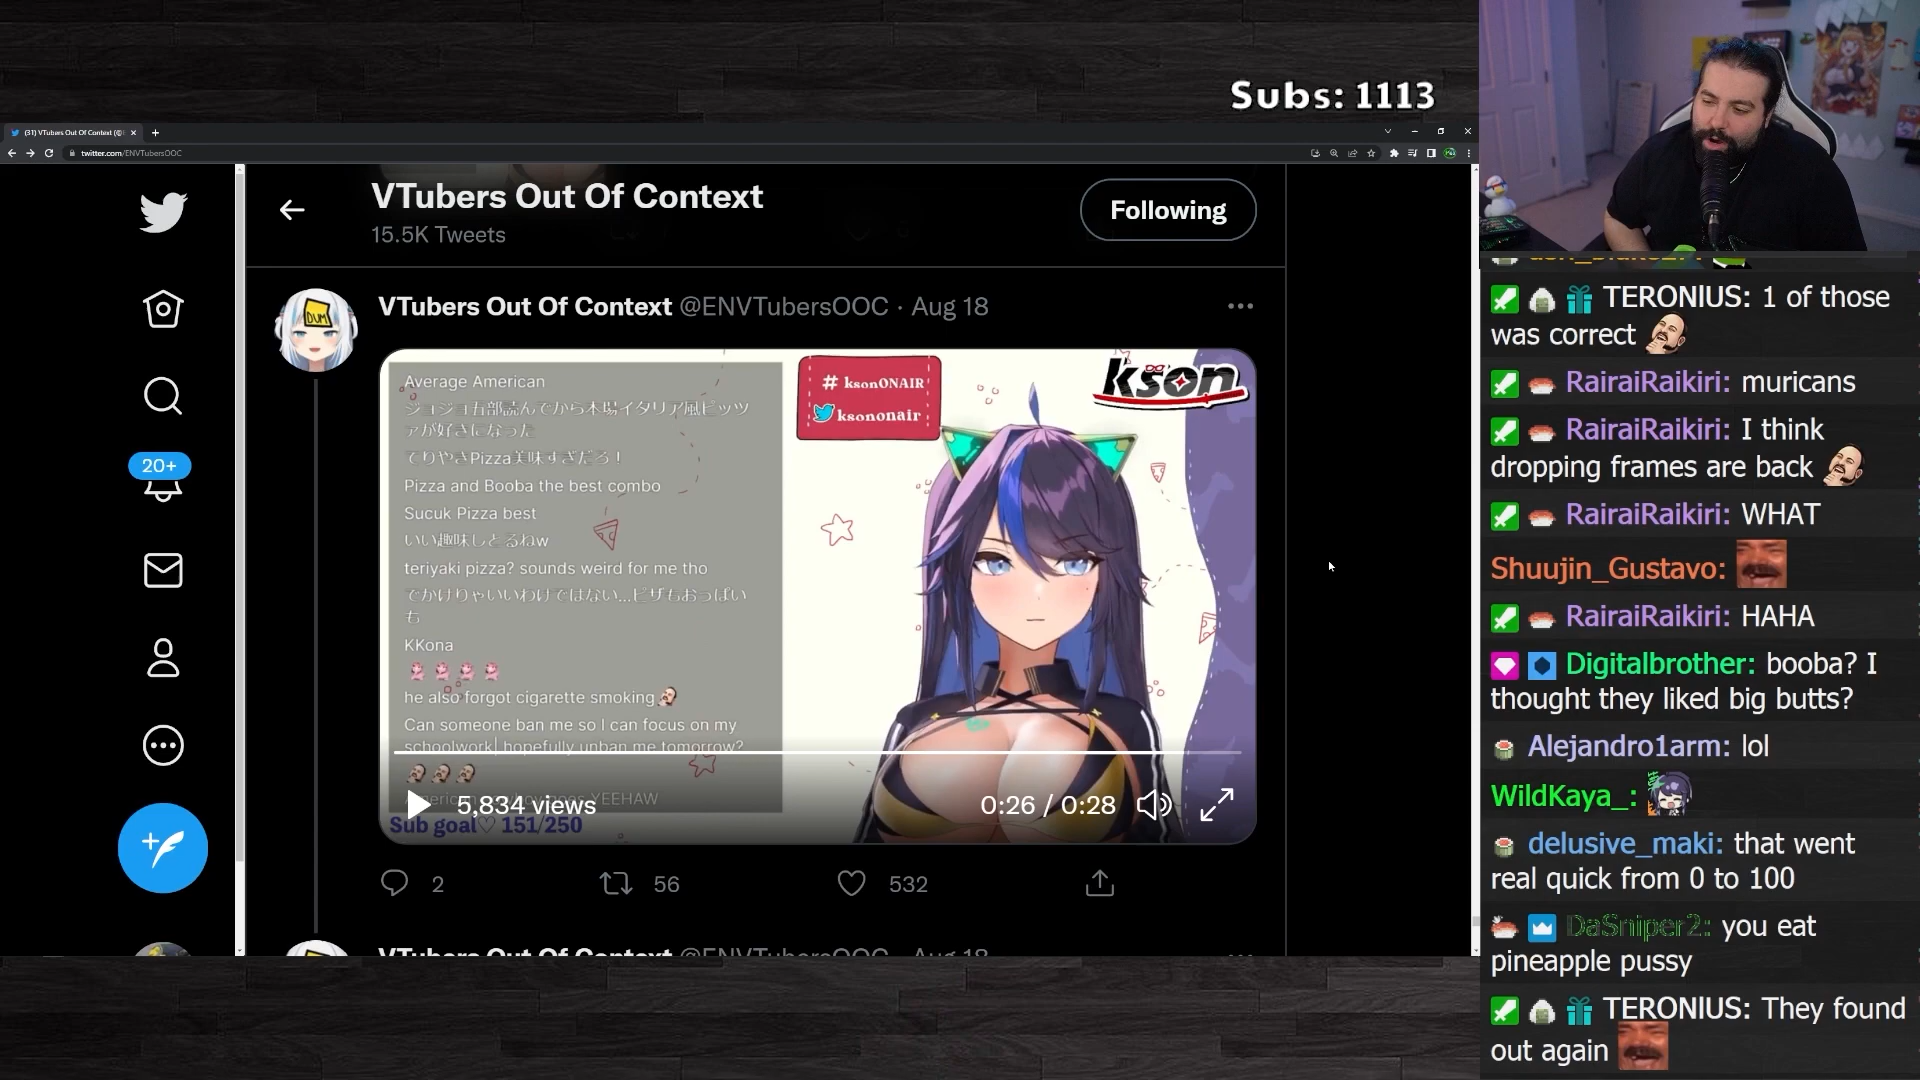 Subs: 1113
(31) VTubers Out Of Context (@
twitter.com/ENVTubersOOC
VTubers Out Of Context
15.5K Tweets
Following
20+
VTubers Out Of Context @ENVTubersOOC · Aug 18
DUM
Average American
ジョジョ五部読んでから本場イタリア風ピッツ
ァが好きになった
てりやきPizza美味すぎだろ！
Pizza and Booba the best combo
Sucuk Pizza best
いい趣味しとるねw
teriyaki pizza? sounds weird for me tho
でかけりゃいいわけではない...ピザもおっぱい
も
KKona
he also forgot cigarette smoking
Can someone ban me so I can focus on my
schoolwork| hopefully unban me tomorrow?
YEEHAW
# ksonONAIR
ksononair
kson
5,834 views
0:26 / 0:28
Sub goal♡ 151/250
2
56
532
VTubers Out Of Context @ENVTubersOOC · Aug 18
TERONIUS: 1 of those
was correct
RairaiRaikiri: muricans
RairaiRaikiri: I think
dropping frames are back
RairaiRaikiri: WHAT
Shuujin_Gustavo:
RairaiRaikiri: HAHA
Digitalbrother: booba? I
thought they liked big butts?
Alejandro1arm: lol
WildKaya_:
delusive_maki: that went
real quick from 0 to 100
DaSniper2: you eat
pineapple pussy
TERONIUS: They found
out again